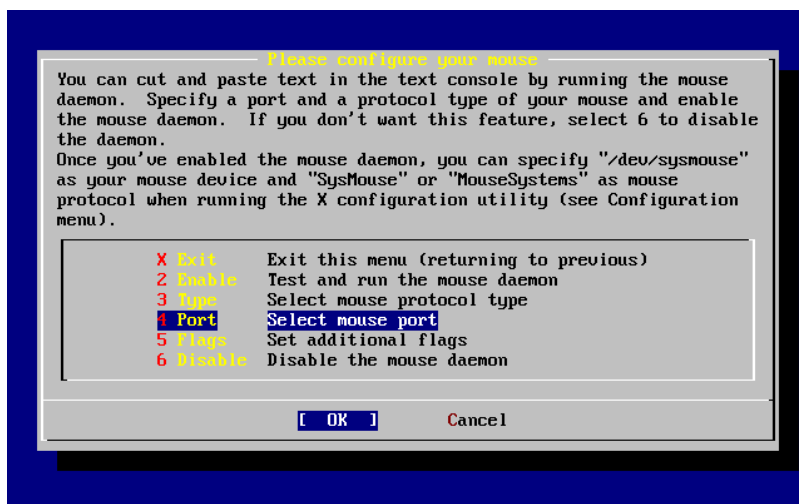 Please configure your mouse
You can cut and paste text in the text console by running the mouse
daemon.  Specify a port and a protocol type of your mouse and enable
the mouse daemon.  If you don't want this feature, select 6 to disable
the daemon.
Once you've enabled the mouse daemon, you can specify "/dev/sysmouse"
as your mouse device and "SysMouse" or "MouseSystems" as mouse
protocol when running the X configuration utility (see Configuration
menu).
X Exit    Exit this menu (returning to previous)
2 Enable  Test and run the mouse daemon
3 Type    Select mouse protocol type
4 Port    Select mouse port
5 Flags   Set additional flags
6 Disable Disable the mouse daemon
[  OK  ]       Cancel